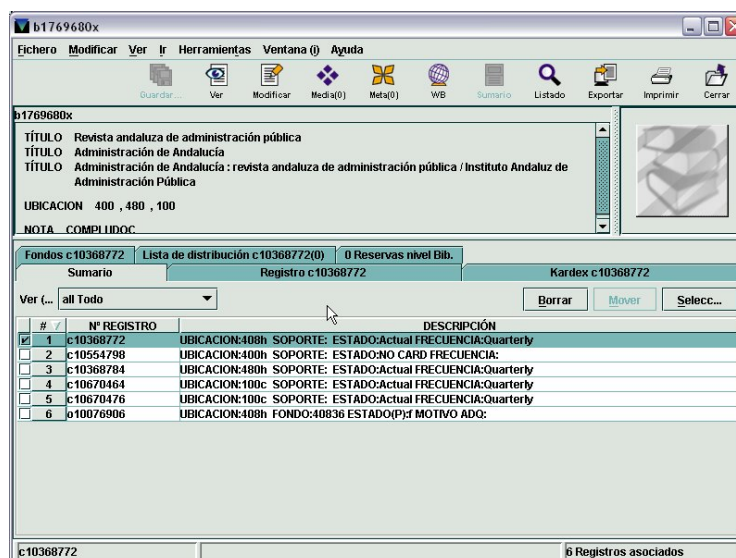 b1769680x
Fichero Modificar Ver Ir Herramientas Ventana (i) Ayuda
Guardar... Ver Modificar Media(0) Meta(0) WB Sumario Listado Exportar Imprimir Cerrar
b1769680x
TÍTULO Revista andaluza de administración pública
TÍTULO Administración de Andalucía
TÍTULO Administración de Andalucía : revista andaluza de administración pública / Instituto Andaluz de
Administración Pública
UBICACION 400 , 480 , 100
NOTA COMPLUDOC
Fondos c10368772 Lista de distribución c10368772(0) 0 Reservas nivel Bib.
Sumario Registro c10368772 Kardex c10368772
Ver (... all Todo Borrar Mover Selecc...
# Nº REGISTRO DESCRIPCIÓN
1 c10368772 UBICACION:408h SOPORTE: ESTADO:Actual FRECUENCIA:Quarterly
2 c10554798 UBICACION:400h SOPORTE: ESTADO:NO CARD FRECUENCIA:
3 c10368784 UBICACION:480h SOPORTE: ESTADO:Actual FRECUENCIA:Quarterly
4 c10670464 UBICACION:100c SOPORTE: ESTADO:Actual FRECUENCIA:Quarterly
5 c10670476 UBICACION:100c SOPORTE: ESTADO:Actual FRECUENCIA:Quarterly
6 o10076906 UBICACION:408h FONDO:40836 ESTADO(P):f MOTIVO ADQ:
c10368772 6 Registros asociados